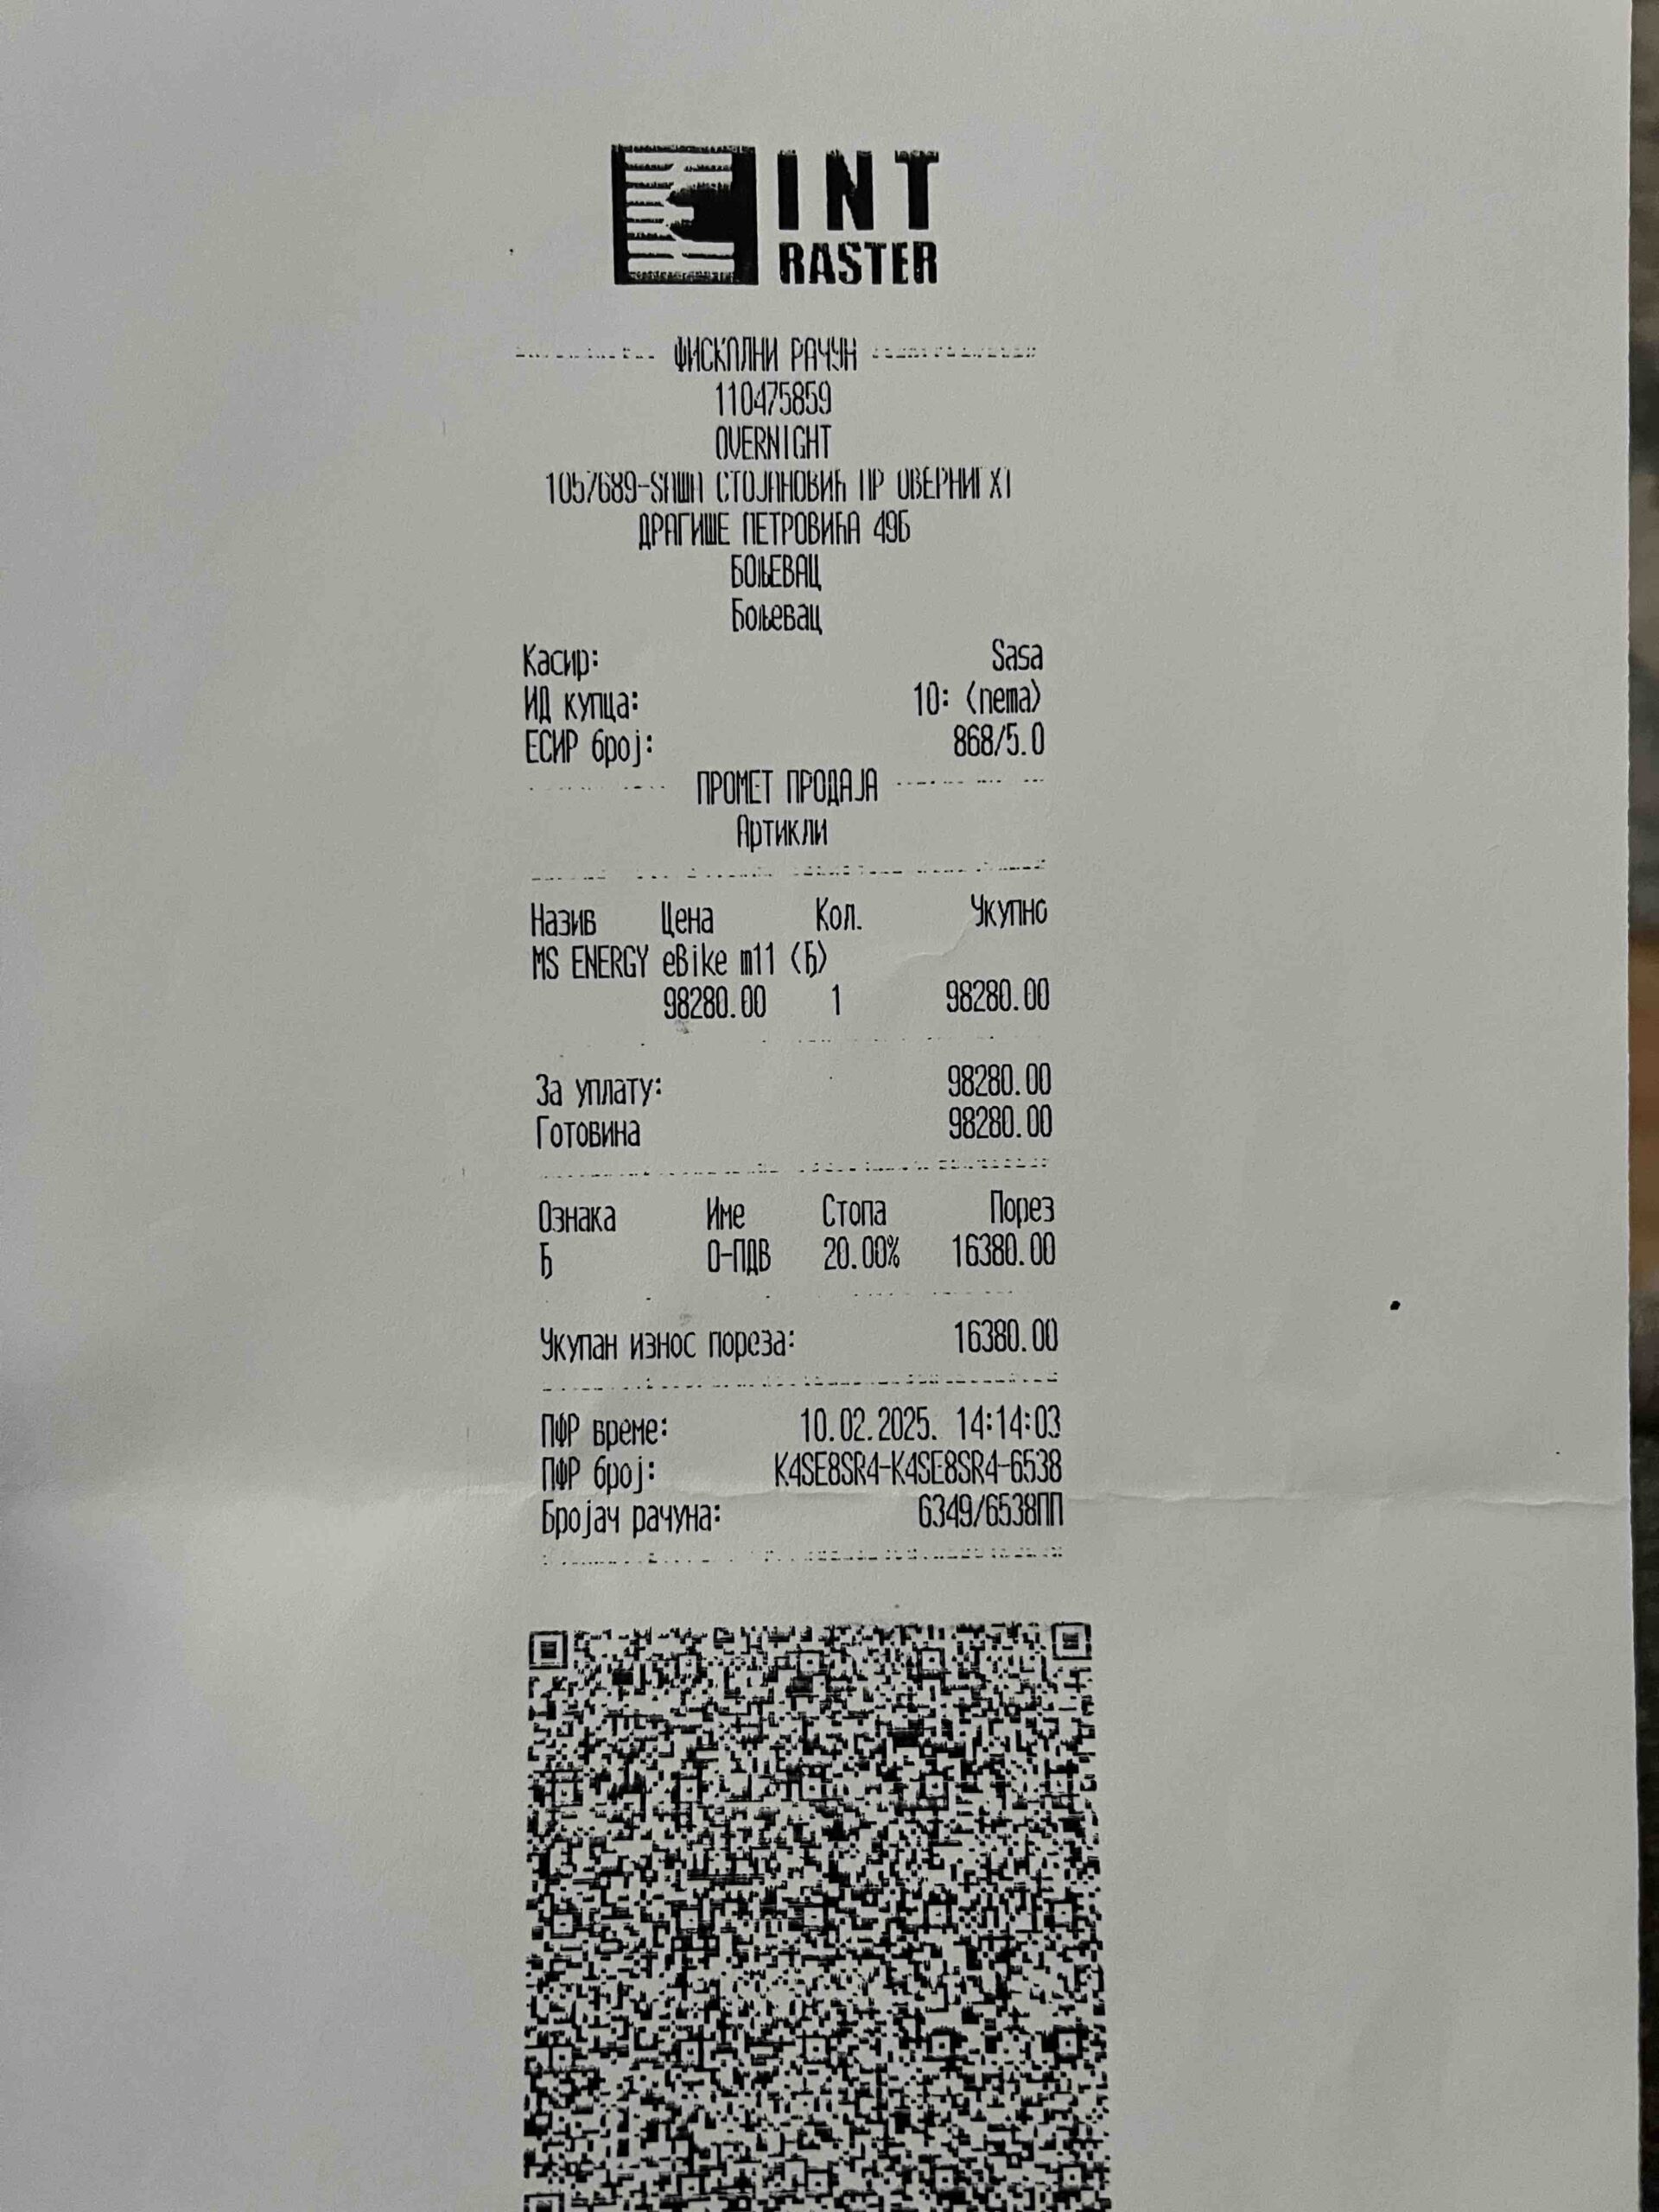 INT
RASTER
ФИСКАЛНИ РАЧУН
110475859
OVERNIGHT
1057689-SАША СТОЈАНОВИЋ ПР ОВЕРНИГХТ
ДРАГИШЕ ПЕТРОВИЋА 49Б
БОЉЕВАЦ
Бољевац
Касир: Sasa
ИД купца: 10: (nema)
ЕСИР број: 868/5.0
ПРОМЕТ ПРОДАЈА
Артикли
Назив Цена Кол. Укупно
MS ENERGY eBike m11 (Ђ)
98280.00 1 98280.00
За уплату: 98280.00
Готовина 98280.00
Ознака Име Стопа Порез
Ђ О-ПДВ 20.00% 16380.00
Укупан износ пореза: 16380.00
ПФР време: 10.02.2025. 14:14:03
ПФР број: K4SE8SR4-K4SE8SR4-6538
Бројач рачуна: 6349/6538ПП